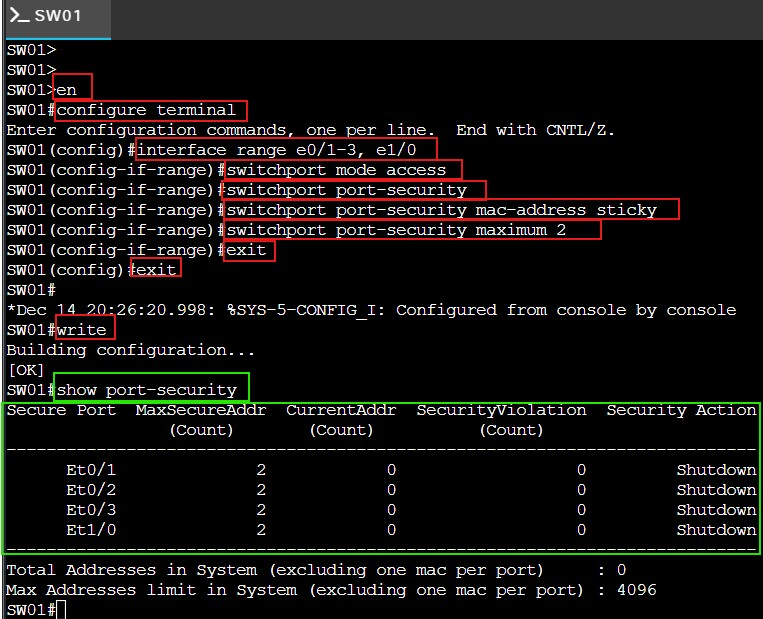 SW01
SW01>
SW01>
SW01>en
SW01#configure terminal
Enter configuration commands, one per line.  End with CNTL/Z.
SW01(config)#interface range e0/1-3, e1/0
SW01(config-if-range)#switchport mode access
SW01(config-if-range)#switchport port-security
SW01(config-if-range)#switchport port-security mac-address sticky
SW01(config-if-range)#switchport port-security maximum 2
SW01(config-if-range)#exit
SW01(config)#exit
SW01#
*Dec 14 20:26:20.998: %SYS-5-CONFIG_I: Configured from console by console
SW01#write
Building configuration...
[OK]
SW01#show port-security
Secure Port  MaxSecureAddr  CurrentAddr  SecurityViolation  Security Action
                (Count)       (Count)          (Count)
---------------------------------------------------------------------------
      Et0/1              2            0                  0         Shutdown
      Et0/2              2            0                  0         Shutdown
      Et0/3              2            0                  0         Shutdown
      Et1/0              2            0                  0         Shutdown
---------------------------------------------------------------------------
Total Addresses in System (excluding one mac per port)     : 0
Max Addresses limit in System (excluding one mac per port) : 4096
SW01#